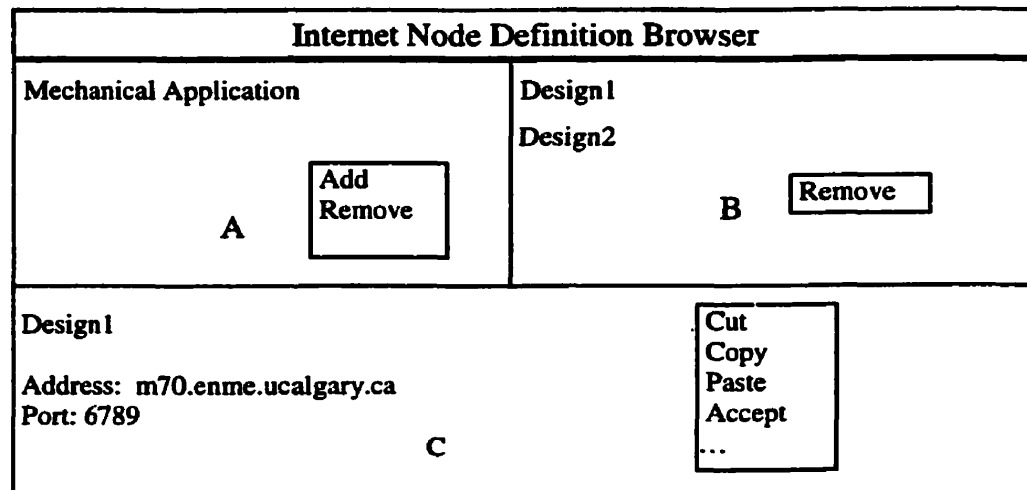 Internet Node Definition Browser
Mechanical Application
Add
Remove
A
Design1
Design2
Remove
B
Design1
Address: m70.enme.ucalgary.ca
Port: 6789
C
Cut
Copy
Paste
Accept
...